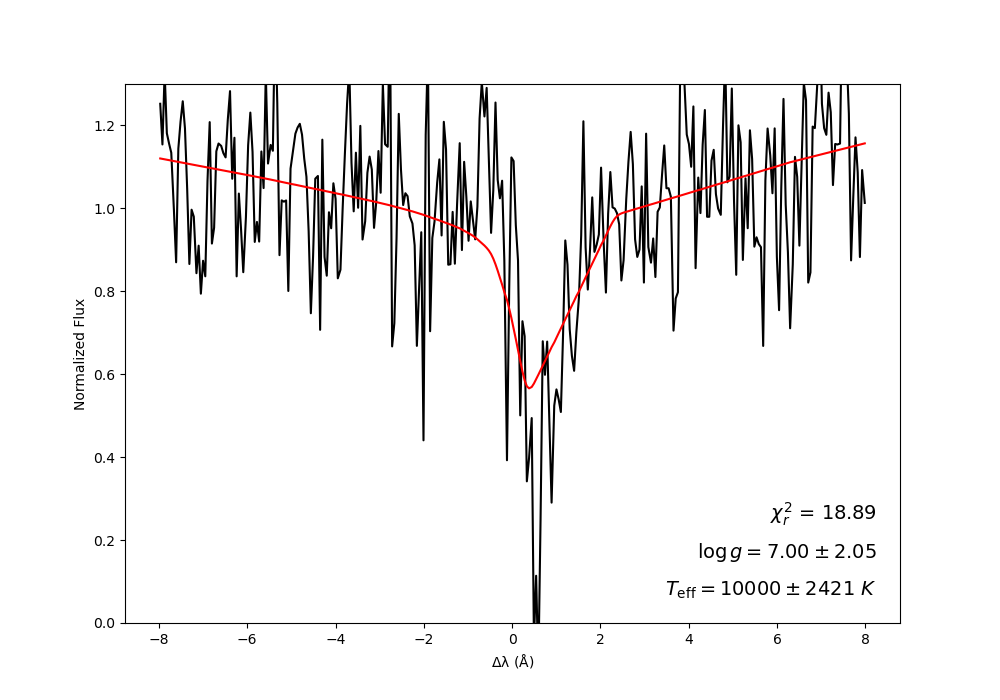 1.2
1.0
0.8
0.6
0.4
0.2
0.0
Normalized Flux
χ²ᵣ = 18.89
log g = 7.00 ± 2.05
T_eff = 10000 ± 2421 K
−8 −6 −4 −2 0 2 4 6 8
Δλ (Å)